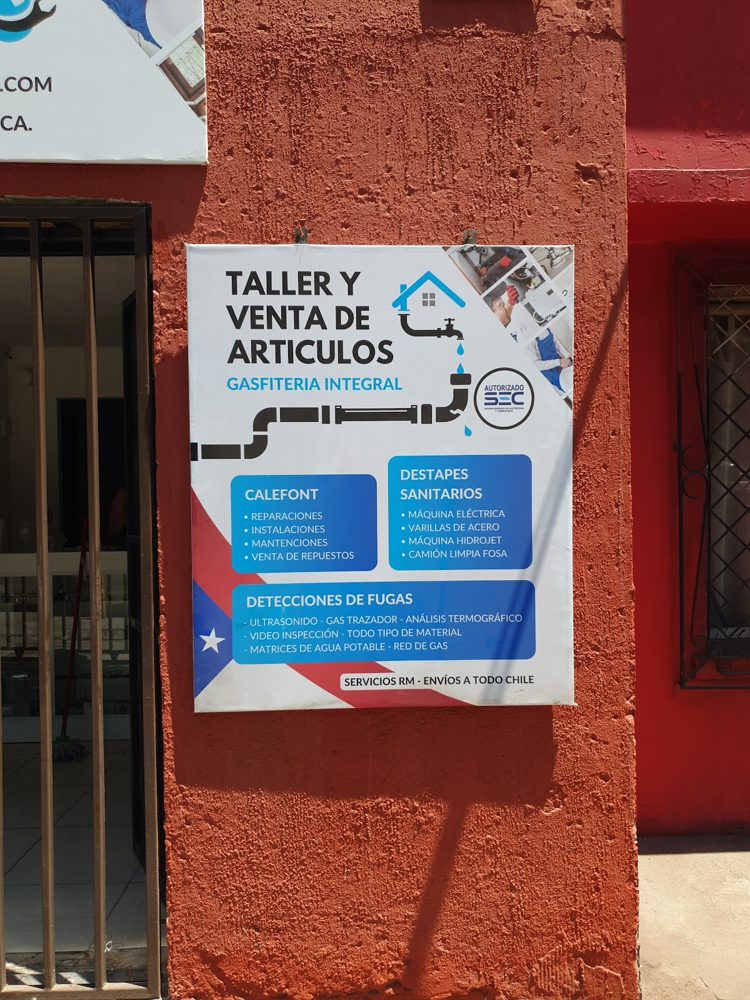 .COM
CA.
TALLER Y
VENTA DE
ARTICULOS
GASFITERIA INTEGRAL
AUTORIZADO
SEC
CALEFONT
• REPARACIONES
• INSTALACIONES
• MANTENCIONES
• VENTA DE REPUESTOS
DESTAPES
SANITARIOS
• MÁQUINA ELÉCTRICA
• VARILLAS DE ACERO
• MÁQUINA HIDROJET
• CAMIÓN LIMPIA FOSA
DETECCIONES DE FUGAS
- ULTRASONIDO - GAS TRAZADOR - ANÁLISIS TERMOGRÁFICO
- VIDEO INSPECCIÓN - TODO TIPO DE MATERIAL
- MATRICES DE AGUA POTABLE - RED DE GAS
SERVICIOS RM - ENVÍOS A TODO CHILE